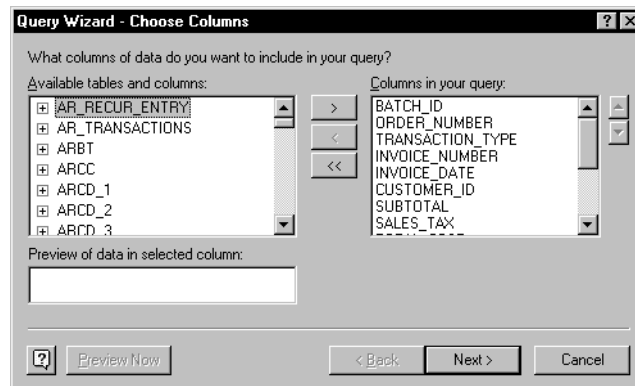 Query Wizard - Choose Columns
What columns of data do you want to include in your query?
Available tables and columns:
AR_RECUR_ENTRY
AR_TRANSACTIONS
ARBT
ARCC
ARCD_1
ARCD_2
ARCD_3
>
<
<<
Columns in your query:
BATCH_ID
ORDER_NUMBER
TRANSACTION_TYPE
INVOICE_NUMBER
INVOICE_DATE
CUSTOMER_ID
SUBTOTAL
SALES_TAX
Preview of data in selected column:
Preview Now
< Back
Next >
Cancel